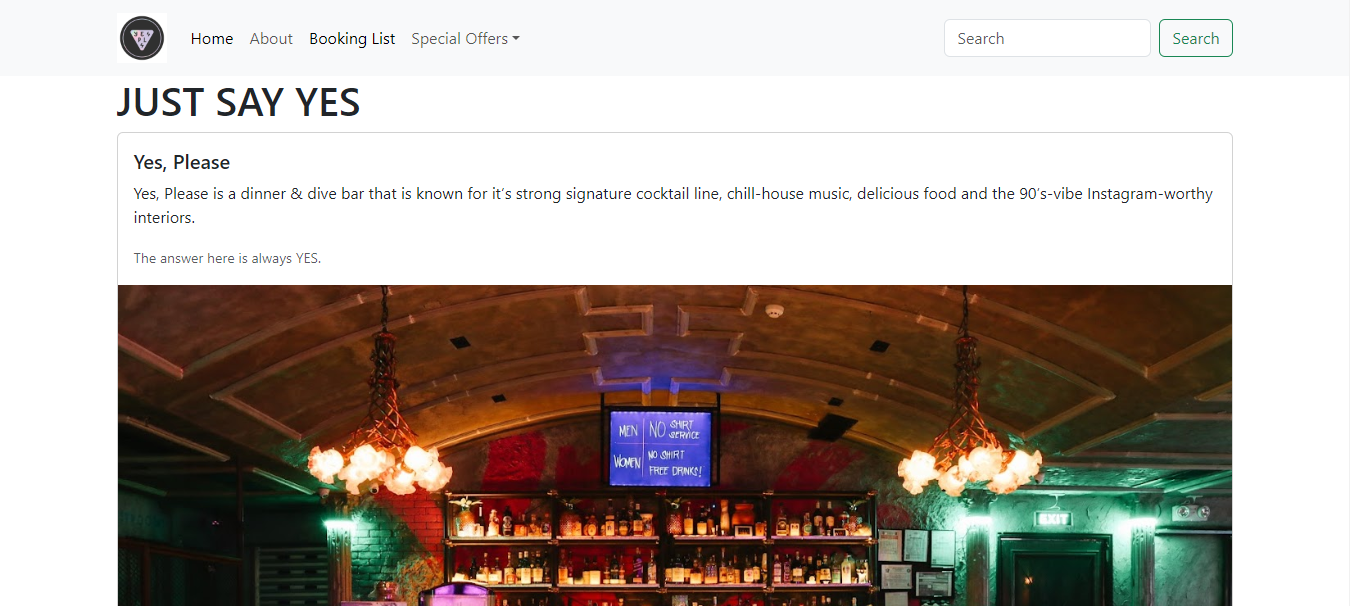 Home About Booking List Special Offers
Search
Search
JUST SAY YES
Yes, Please
Yes, Please is a dinner & dive bar that is known for it's strong signature cocktail line, chill-house music, delicious food and the 90's-vibe Instagram-worthy
interiors.
The answer here is always YES.
MEN NO SHIRT
SERVICE
WOMEN NO SHIRT
FREE DRINKS!
EXIT